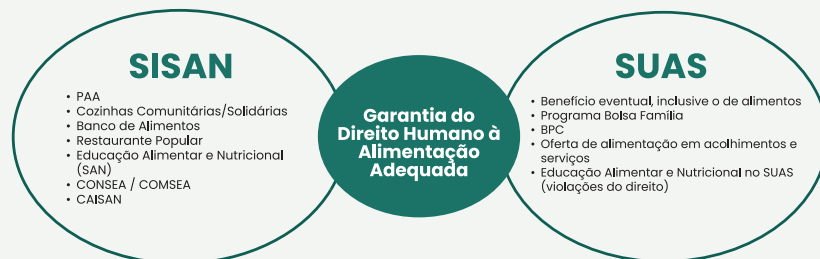 SISAN
• PAA
• Cozinhas Comunitárias/Solidárias
• Banco de Alimentos
• Restaurante Popular
• Educação Alimentar e Nutricional
(SAN)
• CONSEA / COMSEA
• CAISAN
Garantia do
Direito Humano à
Alimentação
Adequada
SUAS
• Benefício eventual, inclusive o de alimentos
• Programa Bolsa Família
• BPC
• Oferta de alimentação em acolhimentos e
serviços
• Educação Alimentar e Nutricional no SUAS
(violações do direito)